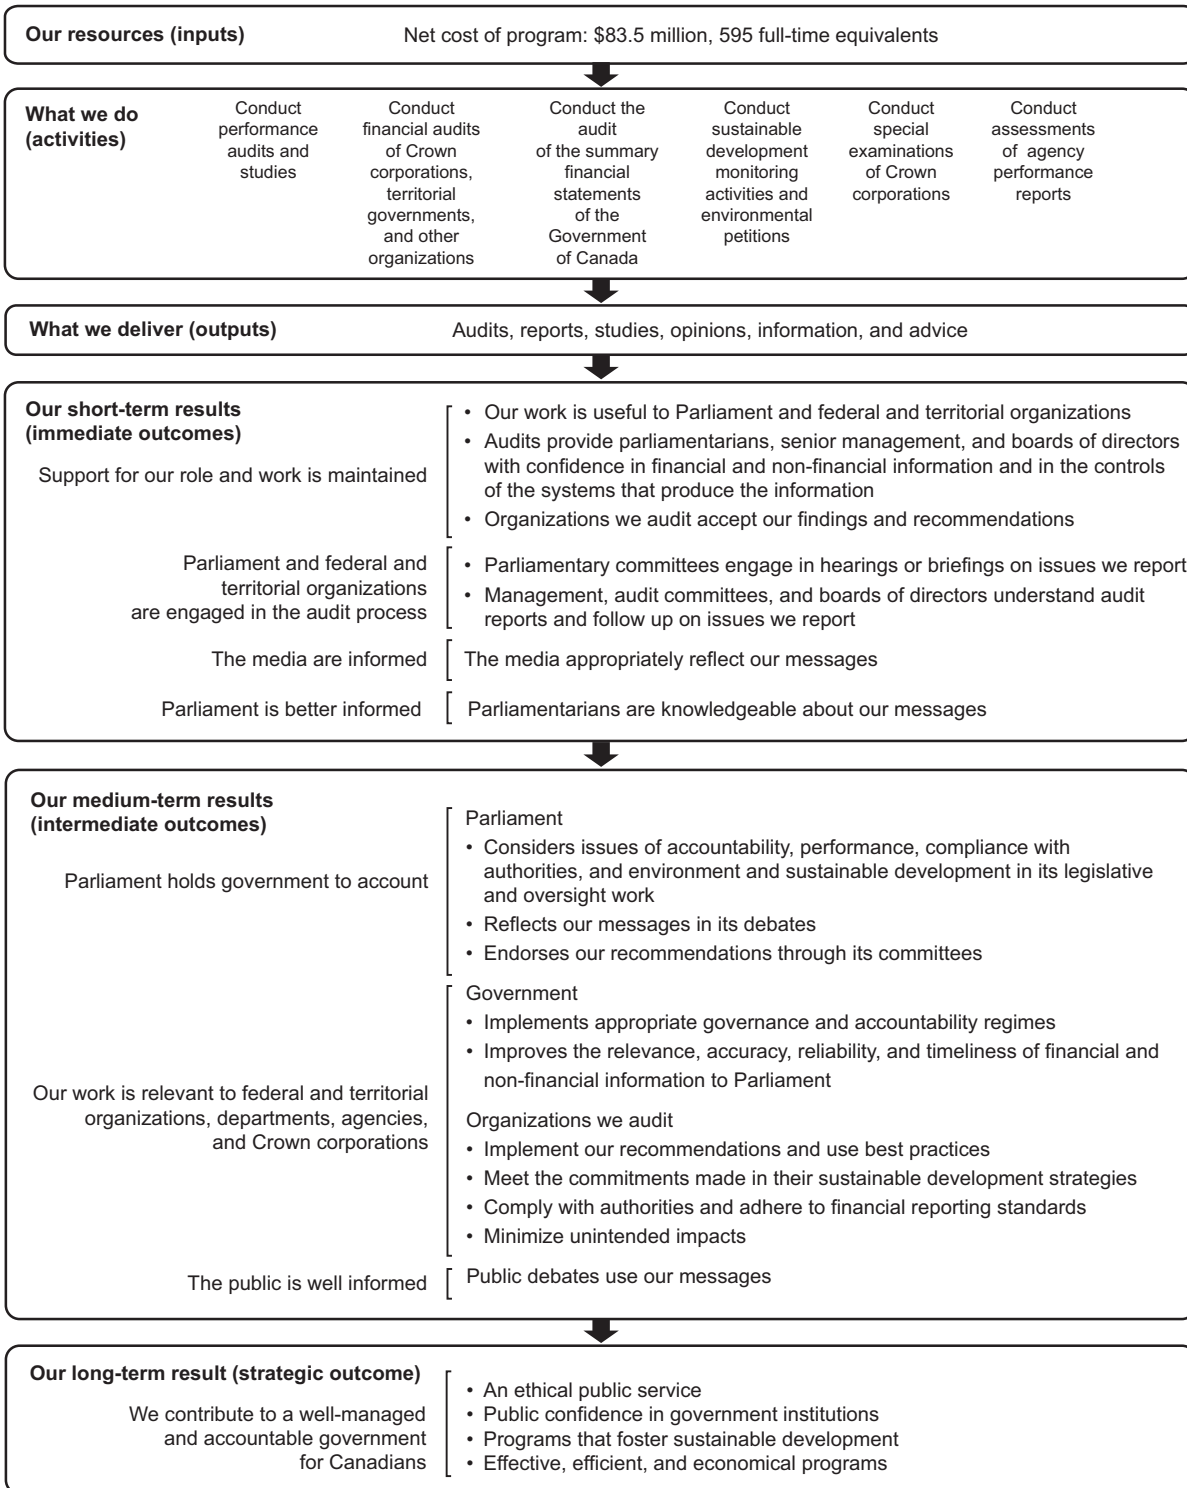 Our resources (inputs) Net cost of program: $83.5 million, 595 full-time equivalents
What we do
(activities)
Conduct
performance
audits and
studies
Conduct
financial audits
of Crown
corporations,
territorial
governments,
and other
organizations
Conduct the
audit
of the summary
financial
statements
of the
Government
of Canada
Conduct
sustainable
development
monitoring
activities and
environmental
petitions
Conduct
special
examinations
of Crown
corporations
Conduct
assessments
of agency
performance
reports
What we deliver (outputs) Audits, reports, studies, opinions, information, and advice
Our short-term results
(immediate outcomes)
Support for our role and work is maintained
• Our work is useful to Parliament and federal and territorial organizations
• Audits provide parliamentarians, senior management, and boards of directors
with confidence in financial and non-financial information and in the controls
of the systems that produce the information
• Organizations we audit accept our findings and recommendations
Parliament and federal and
territorial organizations
are engaged in the audit process
• Parliamentary committees engage in hearings or briefings on issues we report
• Management, audit committees, and boards of directors understand audit
reports and follow up on issues we report
The media are informed
The media appropriately reflect our messages
Parliament is better informed
Parliamentarians are knowledgeable about our messages
Our medium-term results
(intermediate outcomes)
Parliament holds government to account
Parliament
• Considers issues of accountability, performance, compliance with
authorities, and environment and sustainable development in its legislative
and oversight work
• Reflects our messages in its debates
• Endorses our recommendations through its committees
Our work is relevant to federal and territorial
organizations, departments, agencies,
and Crown corporations
Government
• Implements appropriate governance and accountability regimes
• Improves the relevance, accuracy, reliability, and timeliness of financial and
non-financial information to Parliament
Organizations we audit
• Implement our recommendations and use best practices
• Meet the commitments made in their sustainable development strategies
• Comply with authorities and adhere to financial reporting standards
• Minimize unintended impacts
The public is well informed
Public debates use our messages
Our long-term result (strategic outcome)
We contribute to a well-managed
and accountable government
for Canadians
• An ethical public service
• Public confidence in government institutions
• Programs that foster sustainable development
• Effective, efficient, and economical programs